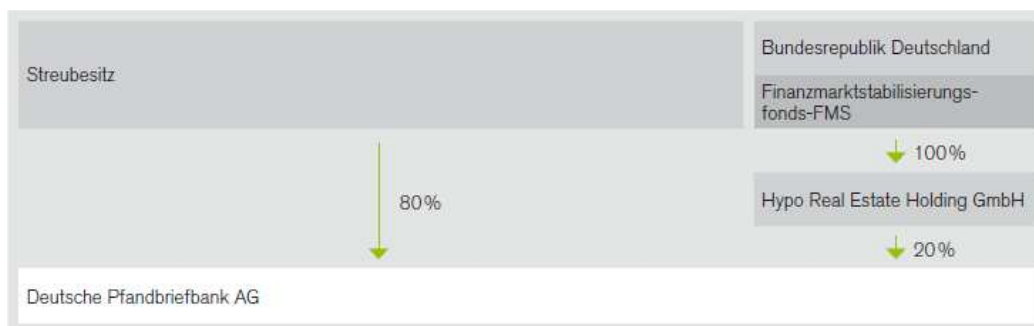 Streubesitz
Bundesrepublik Deutschland
Finanzmarktstabilisierungs-
fonds-FMS
100%
80%
Hypo Real Estate Holding GmbH
20%
Deutsche Pfandbriefbank AG